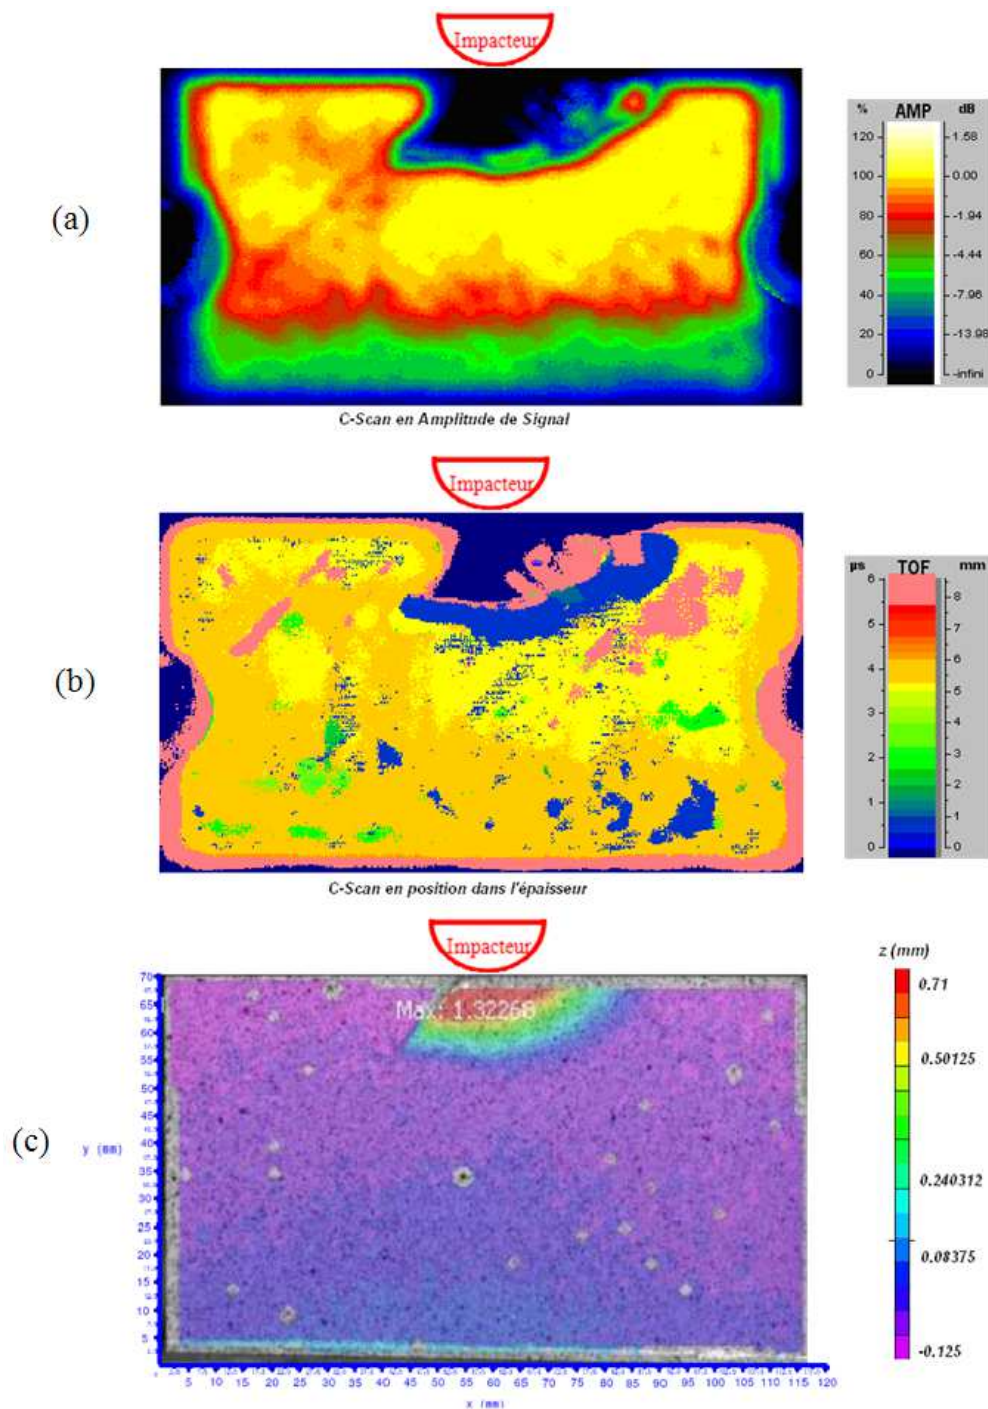 Impacteur
(a)
% AMP dB
120 1.58
100 0.00
80 -1.94
60 -4.44
40 -7.96
20 -13.98
0 -infini
C-Scan en Amplitude de Signal
Impacteur
(b)
µs TOF mm
6
8
5
7
4
6
5
3
4
2
3
2
1
1
0 0
C-Scan en position dans l'épaisseur
Impacteur
(c)
z (mm)
0.71
0.50125
0.240312
0.08375
-0.125
Max: 1.32268
70
65
60
55
50
45
40
35
30
25
20
15
10
5
y (mm)
5 10 15 20 25 30 35 40 45 50 55 60 65 70 75 80 85 90 95 100 105 110 115 120
x (mm)